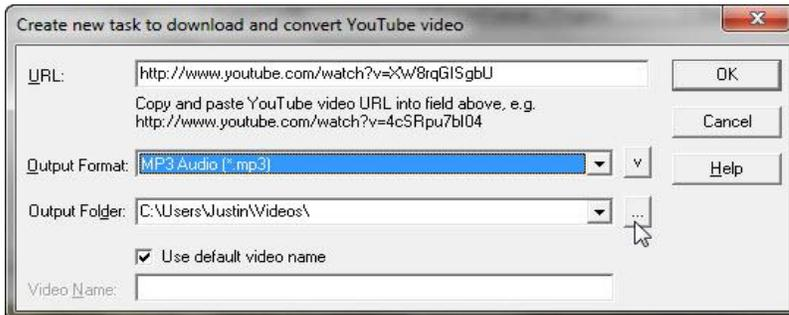 Create new task to download and convert YouTube video
URL: http://www.youtube.com/watch?v=XW8rqGISgbU OK
Copy and paste YouTube video URL into field above, e.g.
http://www.youtube.com/watch?v=4cSRpu7bI04 Cancel
Output Format: MP3 Audio (*.mp3) v Help
Output Folder: C:\Users\Justin\Videos\ ...
Use default video name
Video Name: